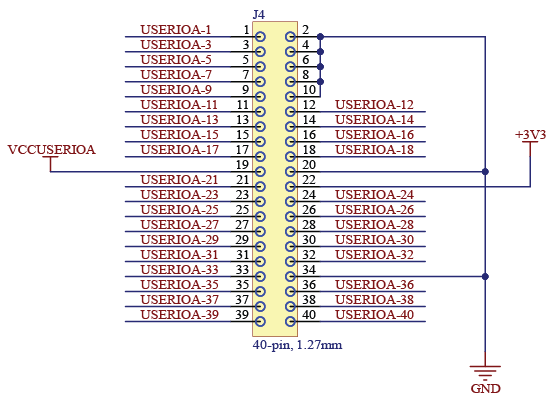 J4
USERIOA-1 1 2
USERIOA-3 3 4
USERIOA-5 5 6
USERIOA-7 7 8
USERIOA-9 9 10
USERIOA-11 11 12 USERIOA-12
USERIOA-13 13 14 USERIOA-14
+3V3
USERIOA-15 15 16 USERIOA-16
VCCUSERIOA
USERIOA-17 17 18 USERIOA-18
19 20
USERIOA-21 21 22
USERIOA-23 23 24 USERIOA-24
USERIOA-25 25 26 USERIOA-26
USERIOA-27 27 28 USERIOA-28
USERIOA-29 29 30 USERIOA-30
USERIOA-31 31 32 USERIOA-32
USERIOA-33 33 34
USERIOA-35 35 36 USERIOA-36
USERIOA-37 37 38 USERIOA-38
USERIOA-39 39 40 USERIOA-40
40-pin, 1.27mm
GND